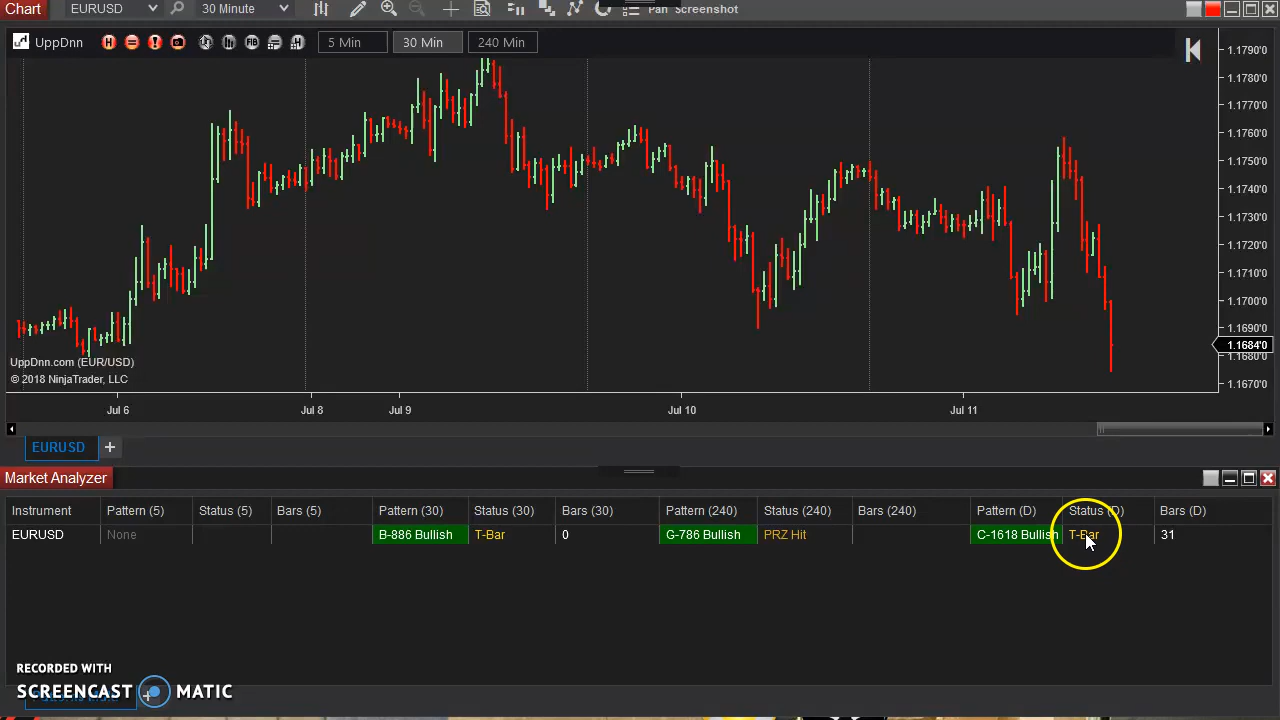 Chart EURUSD 30 Minute Pan Screenshot
UppDnn H FIB H 5 Min 30 Min 240 Min
1.1790'0
1.1780'0
1.1770'0
1.1760'0
1.1750'0
1.1740'0
1.1730'0
1.1720'0
1.1710'0
1.1700'0
1.1690'0
1.1684'0
1.1680'0
1.1670'0
UppDnn.com (EUR/USD)
© 2018 NinjaTrader, LLC
Jul 6 Jul 8 Jul 9 Jul 10 Jul 11
EURUSD +
Market Analyzer
Instrument Pattern (5) Status (5) Bars (5) Pattern (30) Status (30) Bars (30) Pattern (240) Status (240) Bars (240) Pattern (D) Status (D) Bars (D)
EURUSD None B-886 Bullish T-Bar 0 G-786 Bullish PRZ Hit C-1618 Bullish T-Bar 31
RECORDED WITH
SCREENCAST MATIC